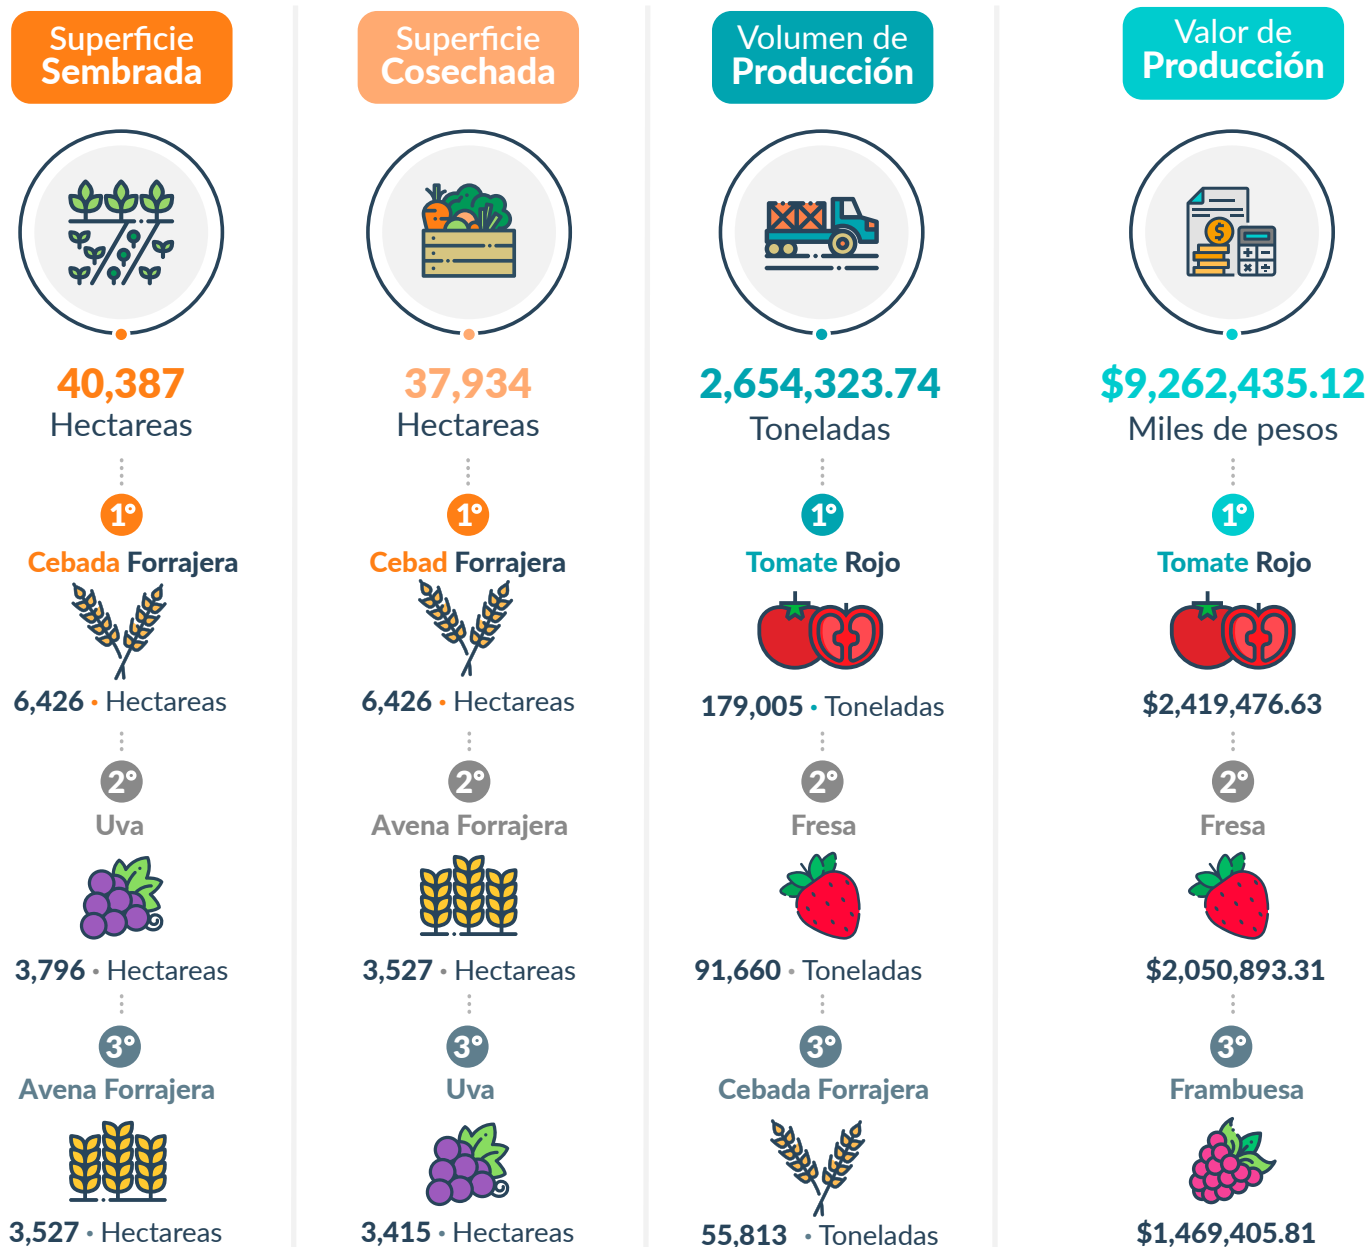 Superficie
Sembrada
40,387
Hectareas
1°
Cebada Forrajera
6,426 · Hectareas
2°
Uva
3,796 · Hectareas
3°
Avena Forrajera
3,527 · Hectareas
Superficie
Cosechada
37,934
Hectareas
1°
Cebad Forrajera
6,426 · Hectareas
2°
Avena Forrajera
3,527 · Hectareas
3°
Uva
3,415 · Hectareas
Volumen de
Producción
2,654,323.74
Toneladas
1°
Tomate Rojo
179,005 · Toneladas
2°
Fresa
91,660 · Toneladas
3°
Cebada Forrajera
55,813 · Toneladas
Valor de
Producción
$9,262,435.12
Miles de pesos
1°
Tomate Rojo
$2,419,476.63
2°
Fresa
$2,050,893.31
3°
Frambuesa
$1,469,405.81